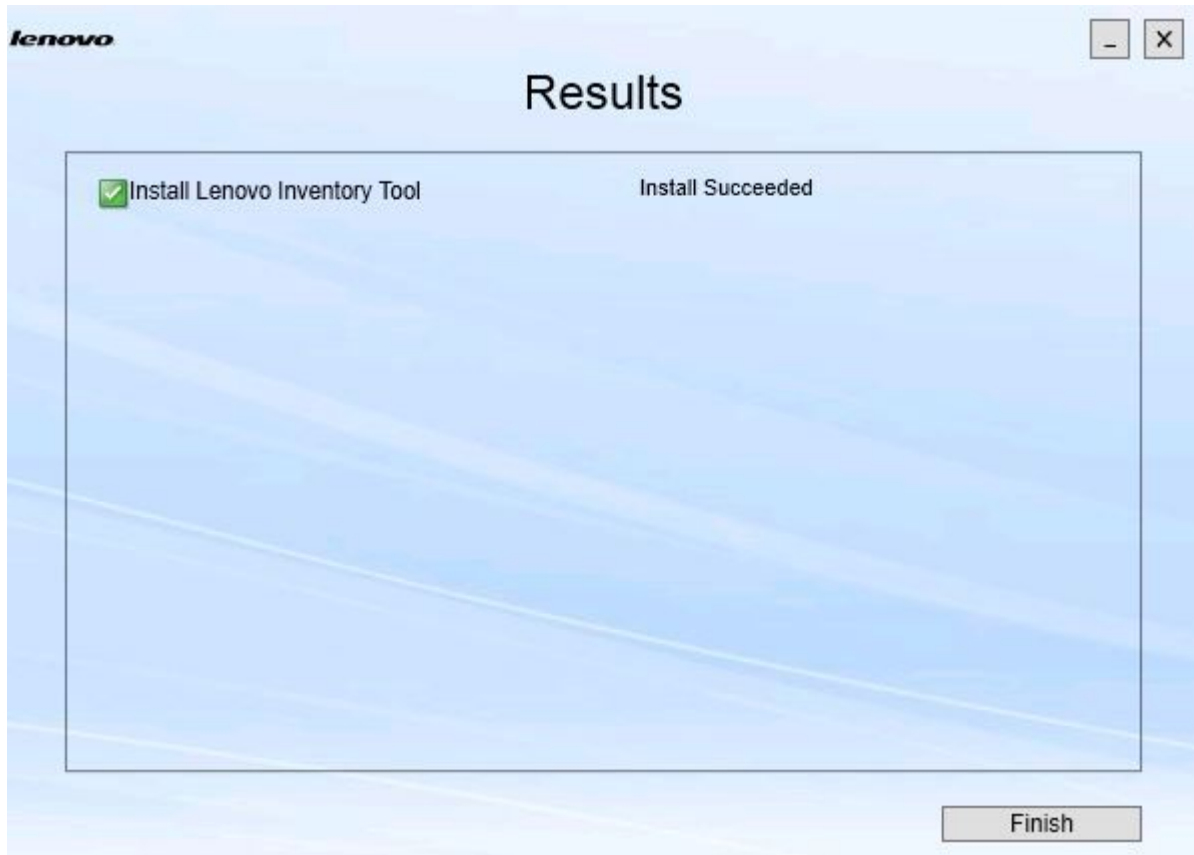 lenovo
Results
Install Lenovo Inventory Tool
Install Succeeded
Finish